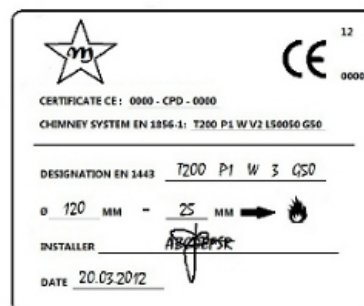 m
12
CE
0000
CERTIFICATE CE: 0000 - CPD - 0000
CHIMNEY SYSTEM EN 1856-1: T200 P1 W V2 L50050 G50
DESIGNATION EN 1443 T200 P1 W 3 G50
Ø 120 MM - 25 MM
INSTALLER
DATE 20.03.2012